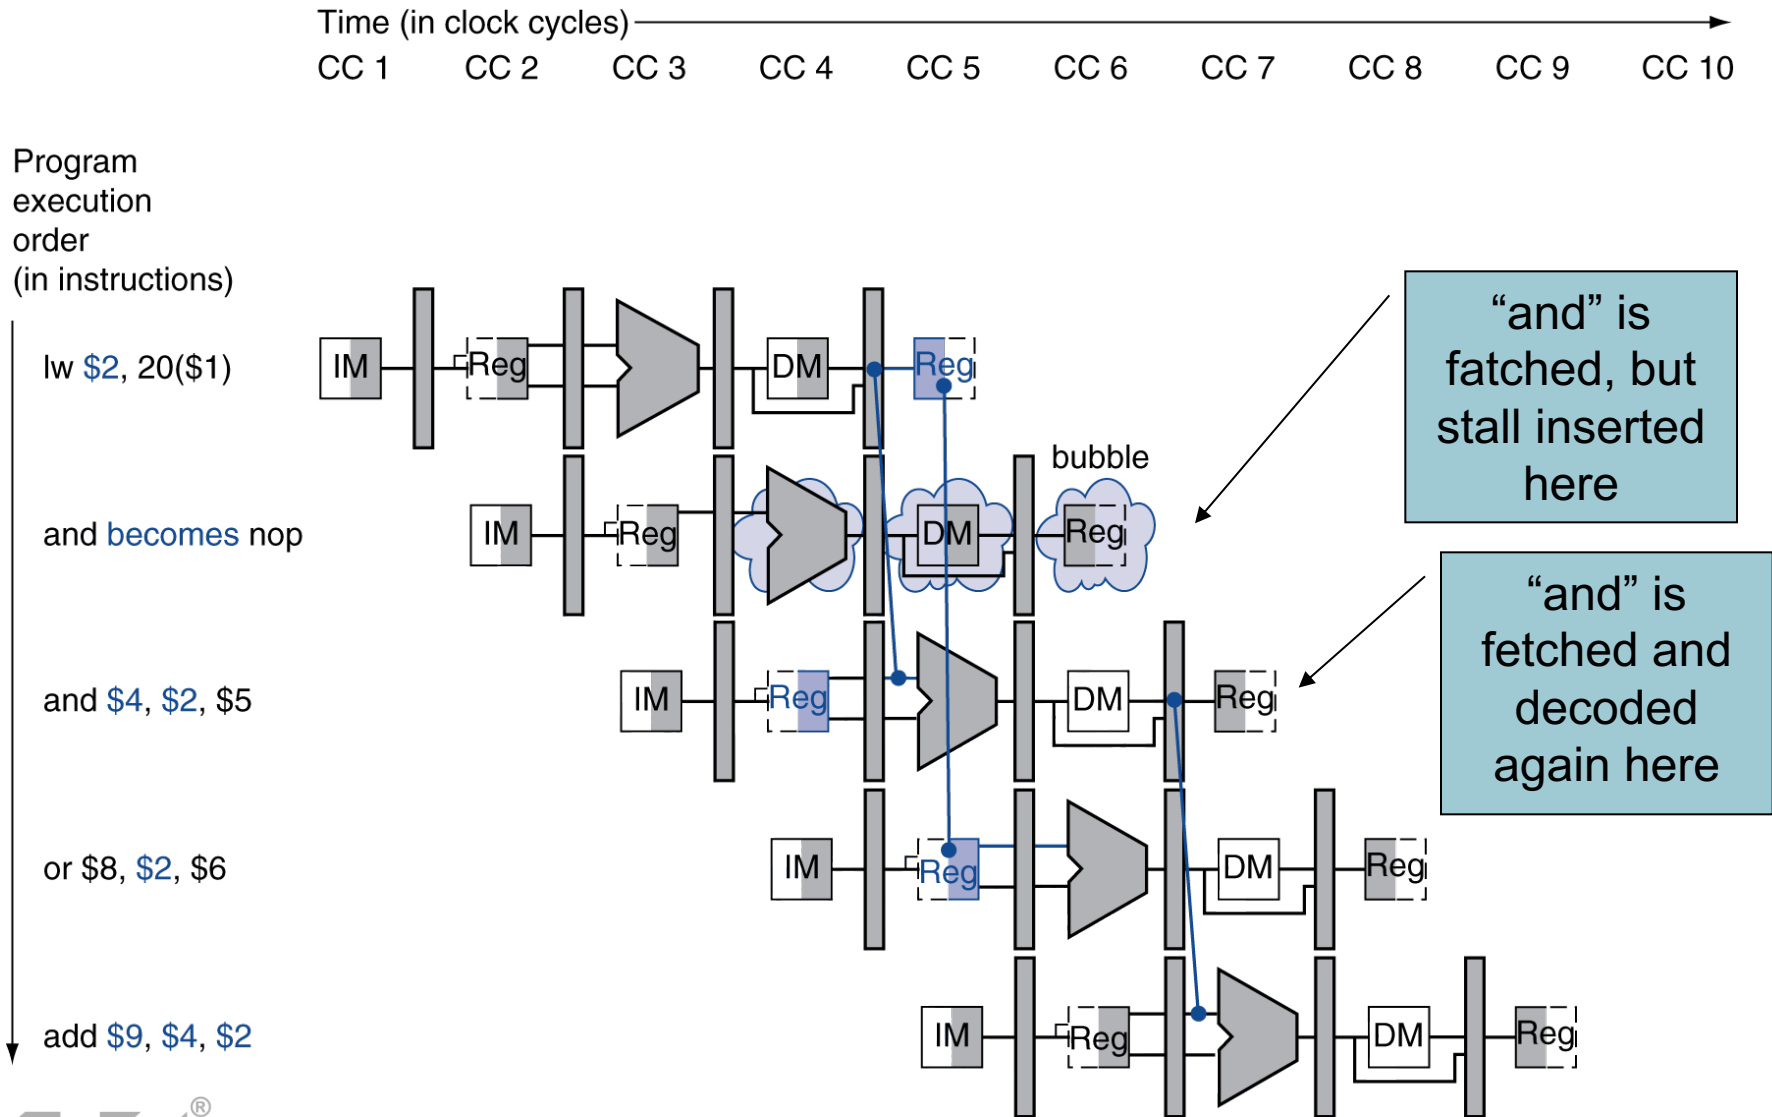 Time (in clock cycles)
CC 1 CC 2 CC 3 CC 4 CC 5 CC 6 CC 7 CC 8 CC 9 CC 10
Program
execution
order
(in instructions)
lw $2, 20($1)
IM Reg DM Reg
“and” is
fatched, but
stall inserted
here
bubble
and becomes nop
IM Reg DM Reg
“and” is
fetched and
decoded
again here
and $4, $2, $5
IM Reg DM Reg
or $8, $2, $6
IM Reg DM Reg
add $9, $4, $2
IM Reg DM Reg
®